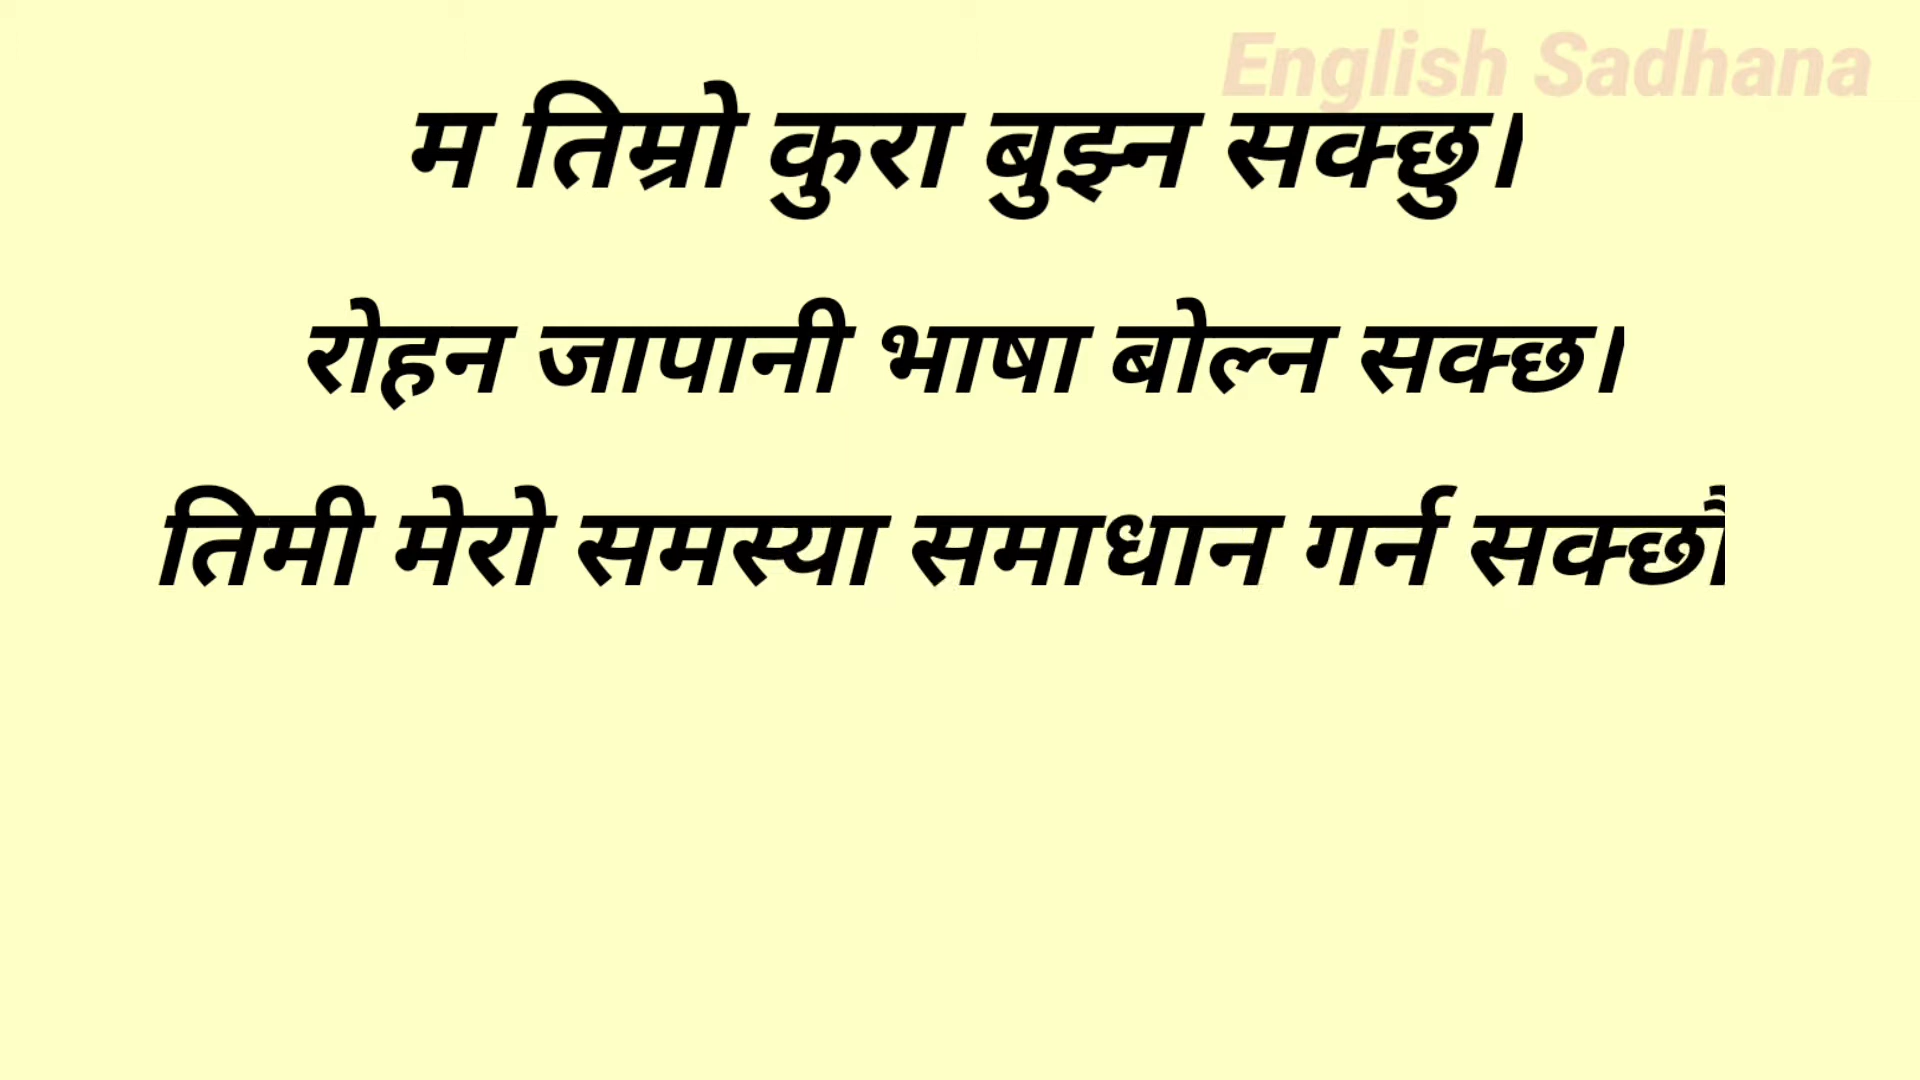 English Sadhana
म तिम्रो कुरा बुझ्न सक्छु।
रोहन जापानी भाषा बोल्न सक्छ।
तिमी मेरो समस्या समाधान गर्न सक्छौ